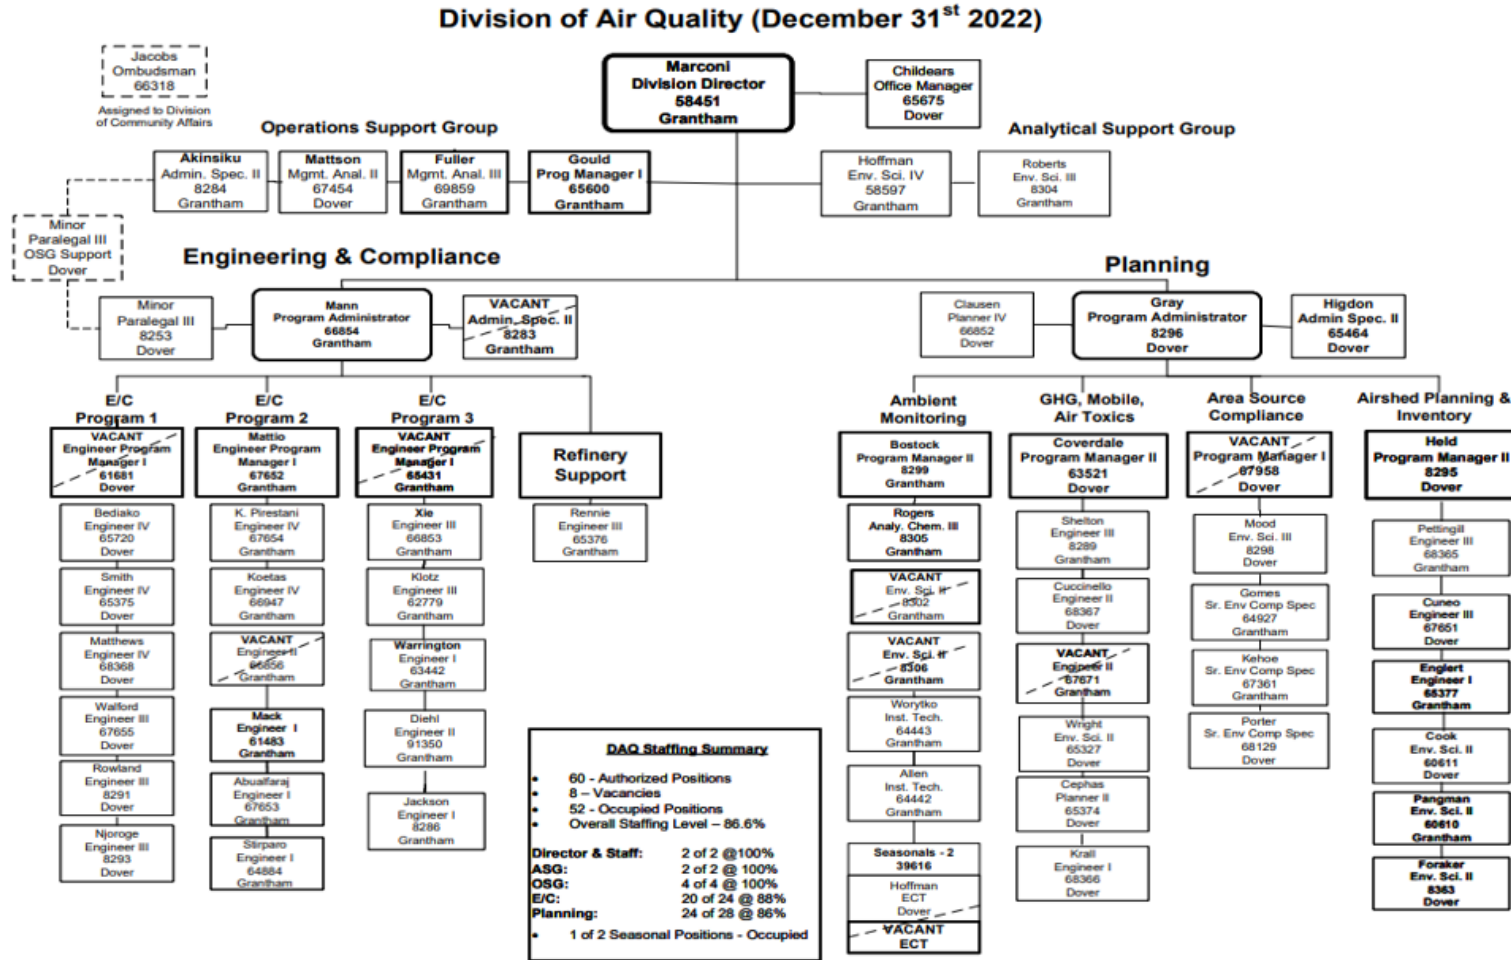 Division of Air Quality (December 31st 2022)
Jacobs
Ombudsman
66318
Assigned to Division
of Community Affairs
Marconi
Division Director
58451
Grantham
Childears
Office Manager
65675
Dover
Operations Support Group
Analytical Support Group
Akinsiku
Admin. Spec. II
8284
Grantham
Mattson
Mgmt. Anal. II
67454
Dover
Fuller
Mgmt. Anal. III
69859
Grantham
Gould
Prog Manager I
65600
Grantham
Hoffman
Env. Sci. IV
58597
Grantham
Roberts
Env. Sci. III
8304
Grantham
Minor
Paralegal III
OSG Support
Dover
Engineering & Compliance
Planning
Minor
Paralegal III
8253
Dover
Mann
Program Administrator
66854
Grantham
VACANT
Admin. Spec. II
8283
Grantham
Clausen
Planner IV
66852
Dover
Gray
Program Administrator
8296
Dover
Higdon
Admin Spec. II
65464
Dover
E/C
Program 1
VACANT
Engineer Program
Manager I
61681
Dover
Bediako
Engineer IV
65720
Dover
Smith
Engineer IV
65375
Dover
Matthews
Engineer IV
68368
Dover
Walford
Engineer III
67655
Dover
Rowland
Engineer III
8291
Dover
Njoroge
Engineer III
8293
Dover
E/C
Program 2
Mattio
Engineer Program
Manager I
67652
Grantham
K. Pirestani
Engineer IV
67654
Grantham
Koetas
Engineer IV
66947
Grantham
VACANT
Engineer II
66856
Grantham
Mack
Engineer I
61483
Grantham
Abualfaraj
Engineer I
67653
Grantham
Stirparo
Engineer I
64884
Grantham
E/C
Program 3
VACANT
Engineer Program
Manager I
65431
Grantham
Xie
Engineer III
66853
Grantham
Klotz
Engineer III
62779
Grantham
Warrington
Engineer I
63442
Grantham
Diehl
Engineer II
91350
Grantham
Jackson
Engineer I
8286
Grantham
Refinery
Support
Rennie
Engineer III
65376
Grantham
DAQ Staffing Summary
• 60 - Authorized Positions
• 8 – Vacancies
• 52 - Occupied Positions
• Overall Staffing Level – 86.6%
Director & Staff: 2 of 2 @100%
ASG: 2 of 2 @ 100%
OSG: 4 of 4 @ 100%
E/C: 20 of 24 @ 88%
Planning: 24 of 28 @ 86%
• 1 of 2 Seasonal Positions - Occupied
Ambient
Monitoring
Bostock
Program Manager II
8299
Grantham
Rogers
Analy. Chem. III
8305
Grantham
VACANT
Env. Sci. II
8302
Grantham
VACANT
Env. Sci. II
8306
Grantham
Worytko
Inst. Tech.
64443
Grantham
Allen
Inst. Tech.
64442
Grantham
Seasonals - 2
39616
Hoffman
ECT
Dover
VACANT
ECT
GHG, Mobile,
Air Toxics
Coverdale
Program Manager II
63521
Dover
Shelton
Engineer III
8289
Grantham
Cuccinello
Engineer II
68367
Dover
VACANT
Engineer II
67671
Grantham
Wright
Env. Sci. II
65327
Dover
Cephas
Planner II
65374
Dover
Krall
Engineer I
68366
Dover
Area Source
Compliance
VACANT
Program Manager I
67958
Dover
Mood
Env. Sci. III
8298
Dover
Gomes
Sr. Env Comp Spec
64927
Grantham
Kehoe
Sr. Env Comp Spec
67361
Grantham
Porter
Sr. Env Comp Spec
68129
Dover
Airshed Planning &
Inventory
Held
Program Manager II
8295
Dover
Pettingill
Engineer III
68365
Grantham
Cuneo
Engineer III
67651
Dover
Englert
Engineer I
65377
Grantham
Cook
Env. Sci. II
60611
Dover
Pangman
Env. Sci. II
60610
Grantham
Foraker
Env. Sci. II
8363
Dover